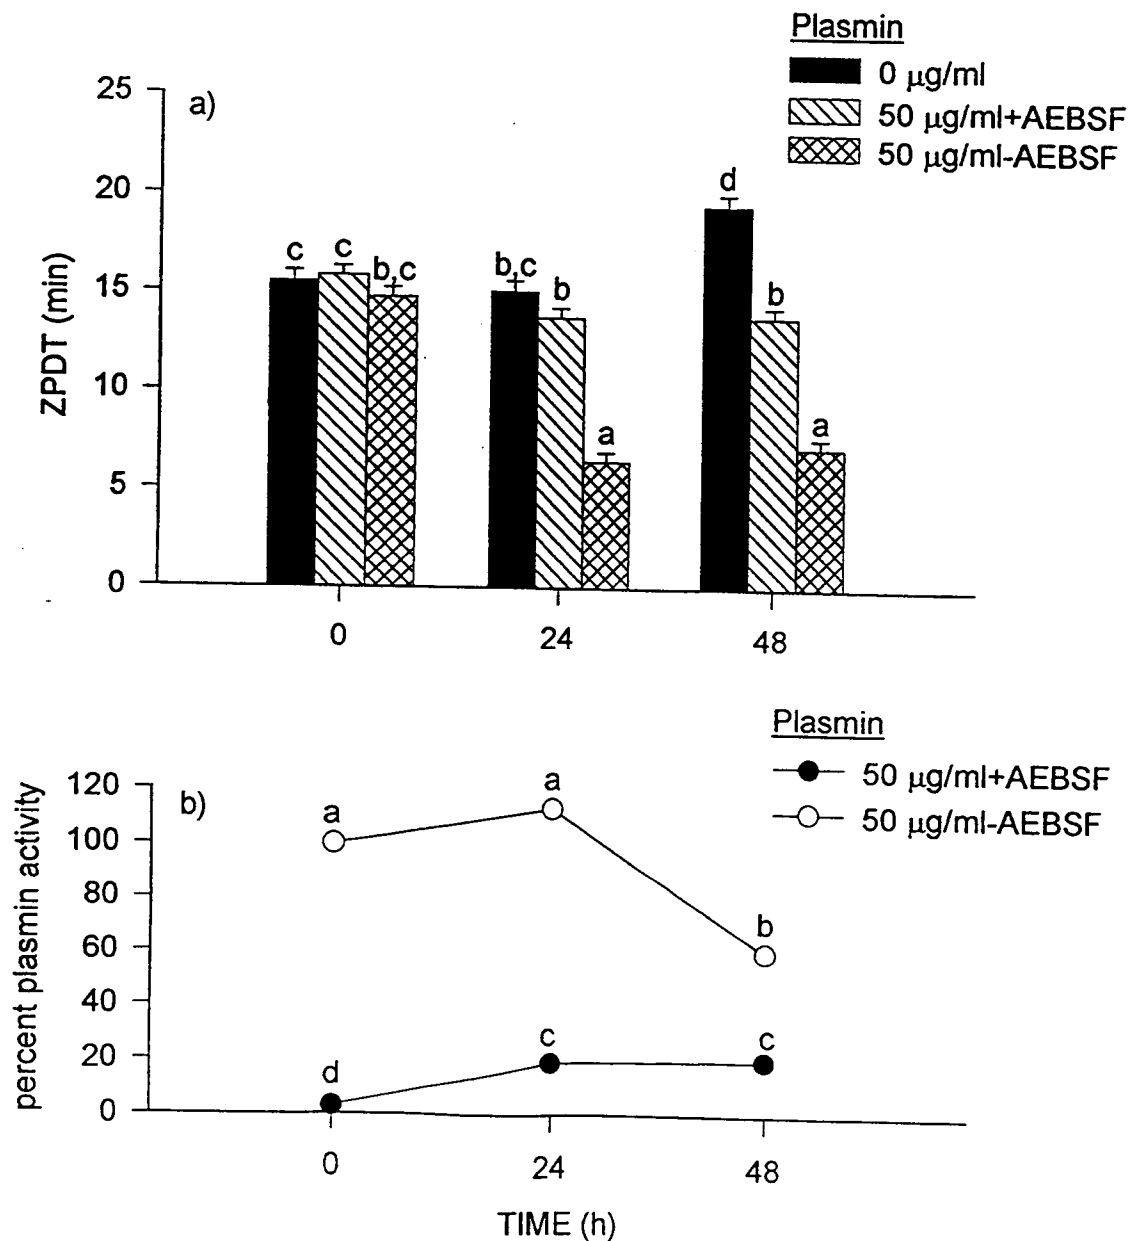 Plasmin
0 μg/ml
50 μg/ml+AEBSF
50 μg/ml-AEBSF
a)
25
20
15
10
5
0
ZPDT (min)
c c b,c
b,c b a
d b a
0 24 48
Plasmin
50 μg/ml+AEBSF
50 μg/ml-AEBSF
b)
120
100
80
60
40
20
0
percent plasmin activity
a a b
d c c
0 24 48
TIME (h)